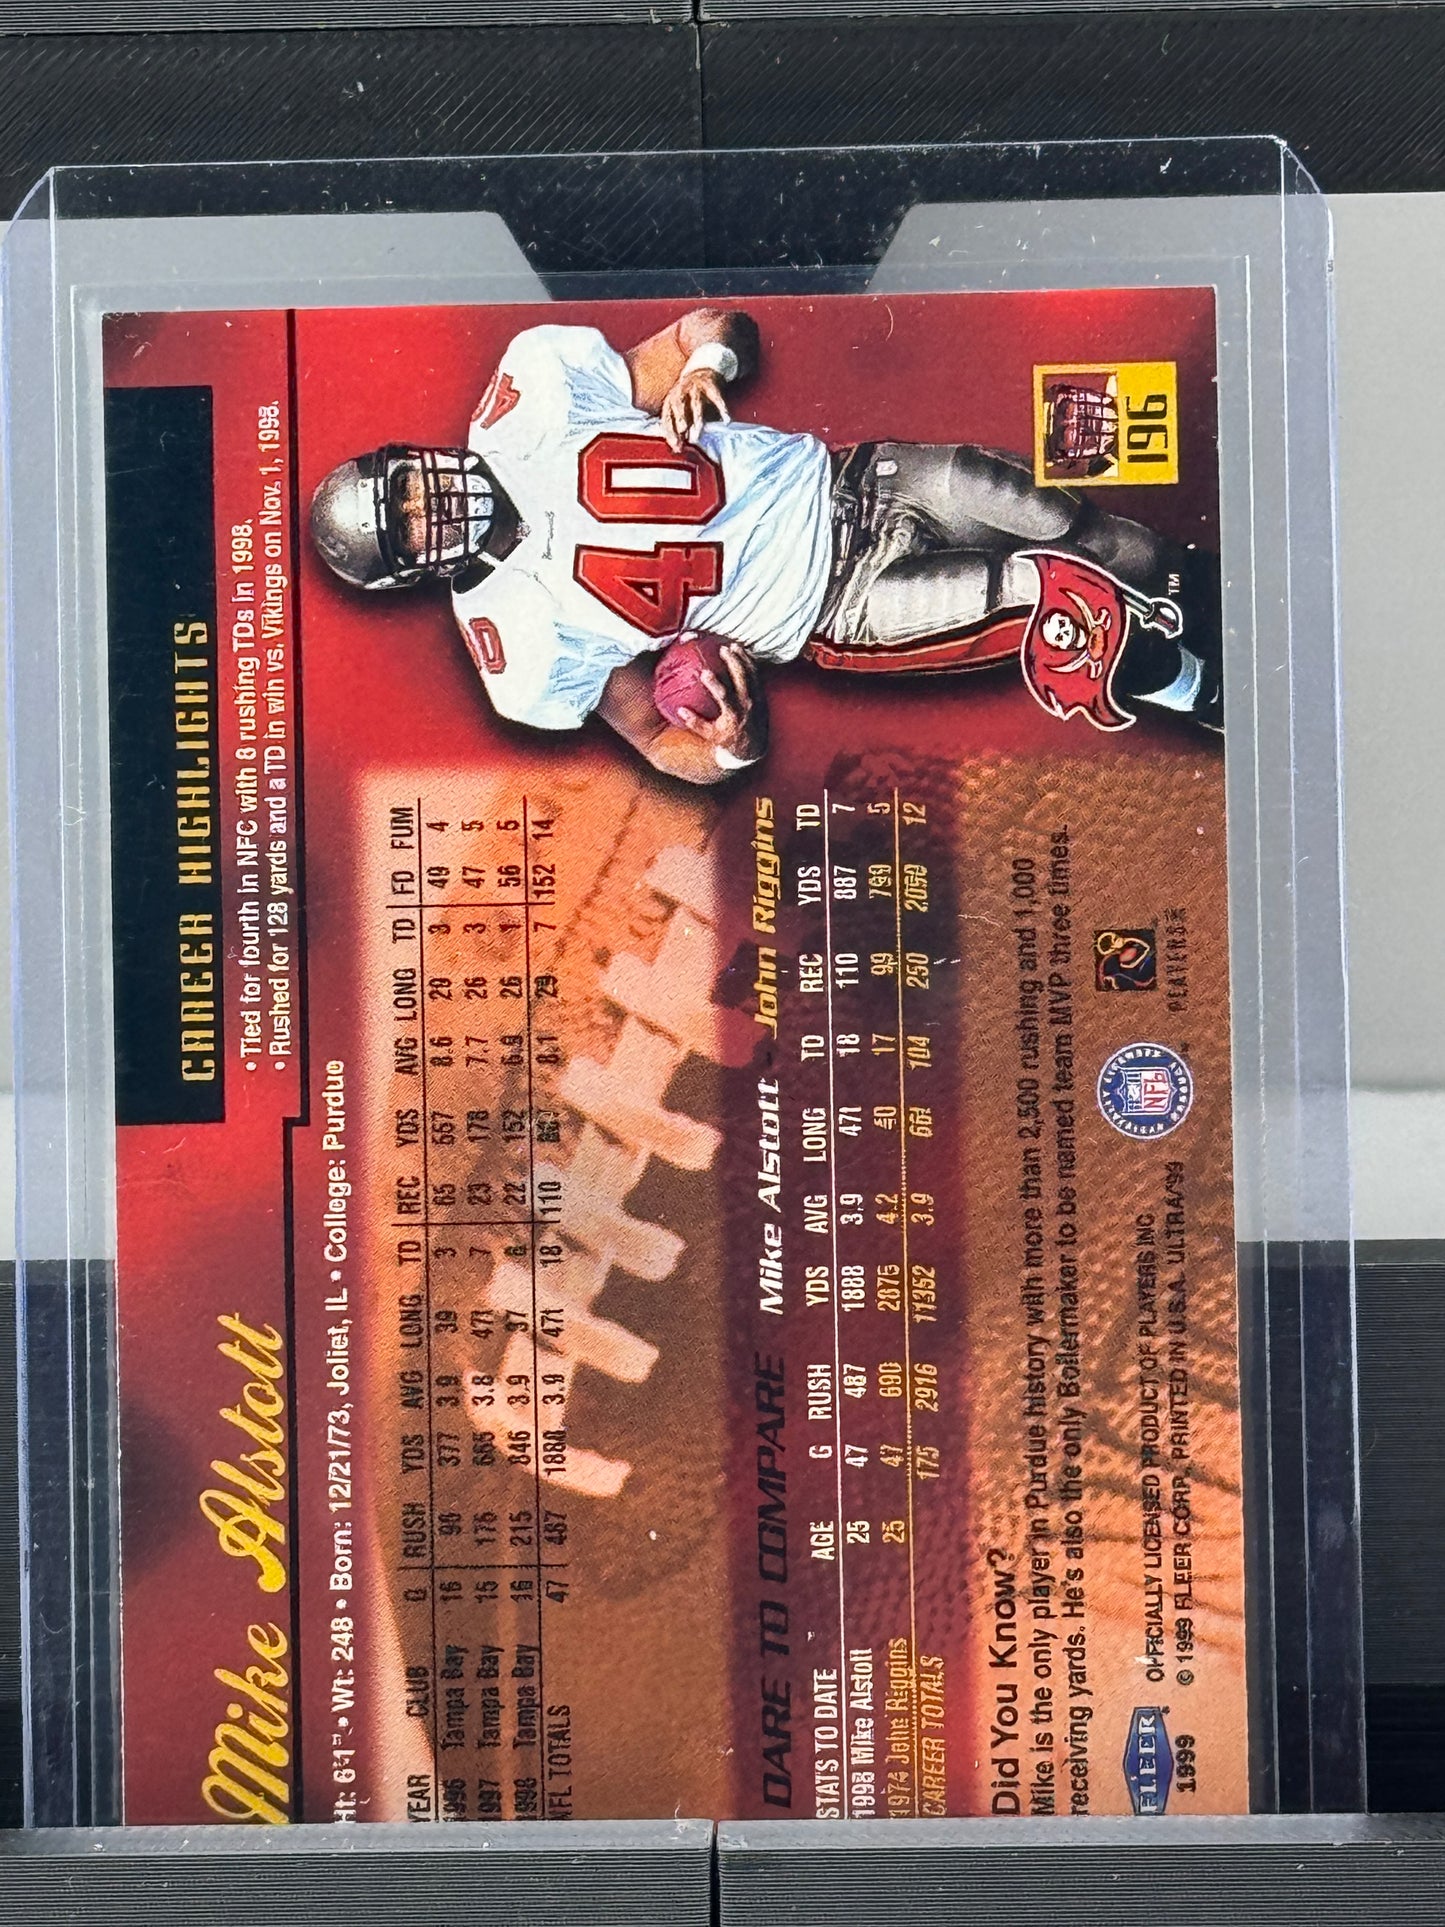 CAREER HIGHLIGHTS
• Tied for fourth in NFC with 8 rushing TDs in 1998.
• Rushed for 128 yards and a TD in win vs. Vikings on Nov. 1, 1998.
Mike Alstott
Ht: 6'1" • Wt: 248 • Born: 12/21/73, Joliet, IL • College: Purdue
YEAR CLUB G RUSH YDS AVG LONG TD REC YDS AVG LONG TD FD FUM
1996 Tampa Bay 16 96 377 3.9 39 3 65 557 8.6 29 3 49 4
1997 Tampa Bay 15 176 665 3.8 47t 7 23 178 7.7 26 3 47 5
1998 Tampa Bay 16 215 846 3.9 37 8 22 152 6.9 26 1 56 5
NFL TOTALS 47 487 1888 3.9 47t 18 110 8.1 29 7 152 14
DARE TO COMPARE Mike Alstott - John Riggins
STATS TO DATE AGE G RUSH YDS AVG LONG TD REC YDS TD
1998 Mike Alstott 25 47 487 1888 3.9 47t 18 110 887 7
1974 John Riggins 25 47 690 2875 4.2 17 99 799 5
CAREER TOTALS 175 2916 11352 3.9 66t 104 250 2090 12
Did You Know?
Mike is the only player in Purdue history with more than 2,500 rushing and 1,000
receiving yards. He's also the only Boilermaker to be named team MVP three times.
FLEER
1999
OFFICIALLY LICENSED PRODUCT OF PLAYERS INC
© 1999 FLEER CORP. PRINTED IN U.S.A. ULTRA/99
NATIONAL FOOTBALL LEAGUE
NFL
PLAYERS INC
40
TM
196